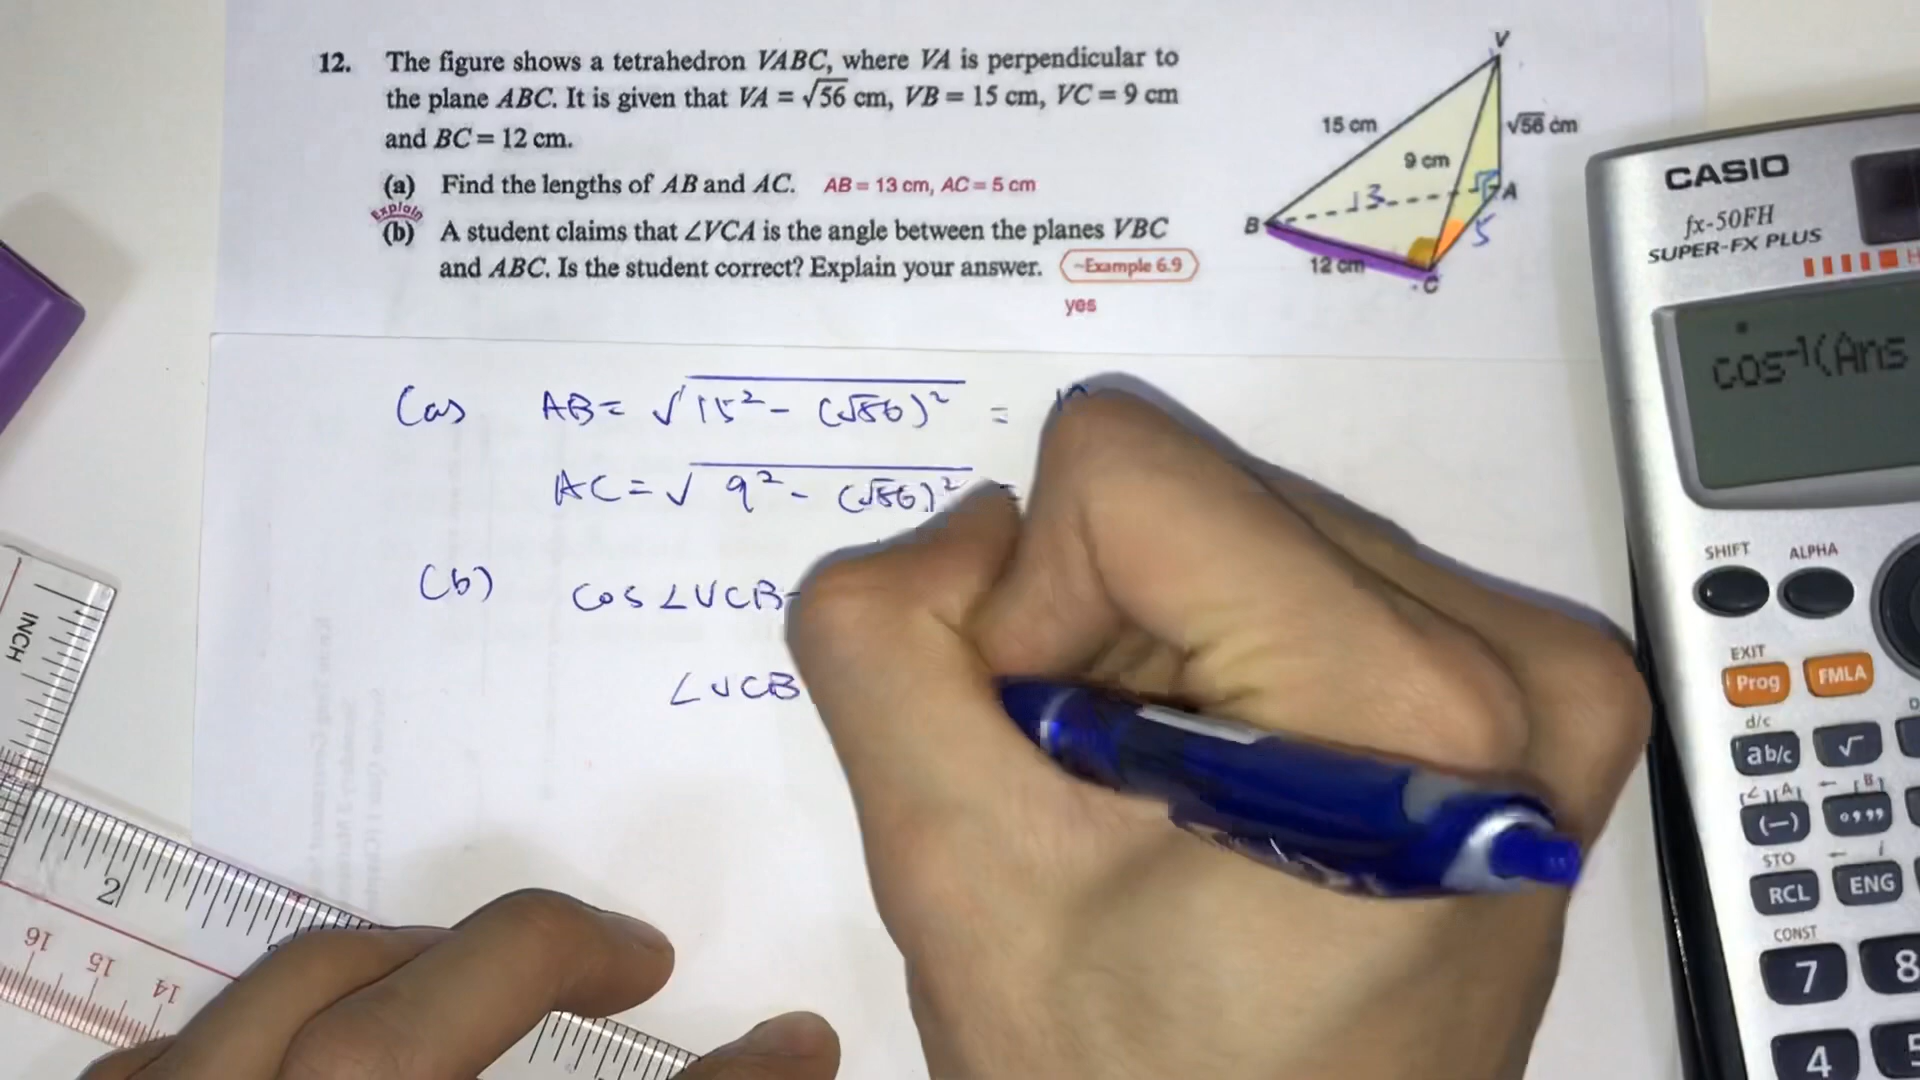 12. The figure shows a tetrahedron VABC, where VA is perpendicular to
the plane ABC. It is given that VA = √56 cm, VB = 15 cm, VC = 9 cm
and BC = 12 cm.
(a) Find the lengths of AB and AC. AB = 13 cm, AC = 5 cm
Explain
(b) A student claims that ∠VCA is the angle between the planes VBC
and ABC. Is the student correct? Explain your answer. ~Example 6.9
yes
V
15 cm
√56 cm
9 cm
13
A
B
5
12 cm
C
(a) AB = √15² - (√56)² =
AC = √9² - (√56)² =
(b) cos ∠VCB
∠VCB
CASIO
fx-50FH
SUPER-FX PLUS
cos⁻¹(Ans
SHIFT ALPHA
EXIT
Prog FMLA
d/c
ab/c √
∠ A B
(—) °,,,
STO i
RCL ENG
CONST
7 8
4 5
INCH
2
16 15 14